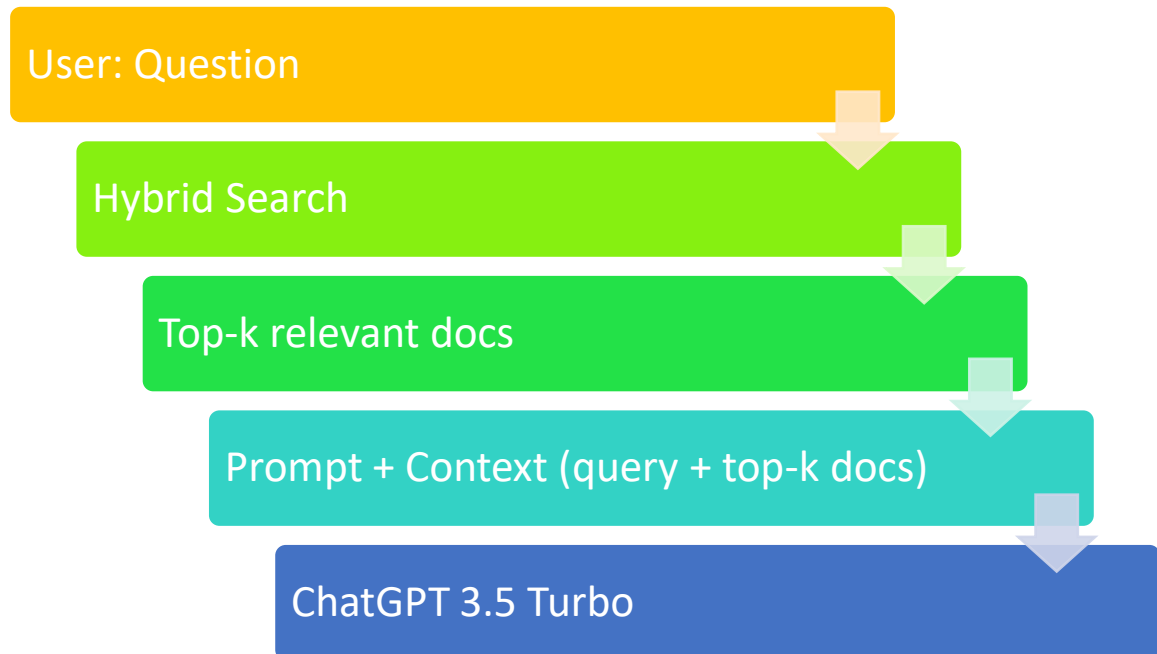 User: Question
Hybrid Search
Top-k relevant docs
Prompt + Context (query + top-k docs)
ChatGPT 3.5 Turbo